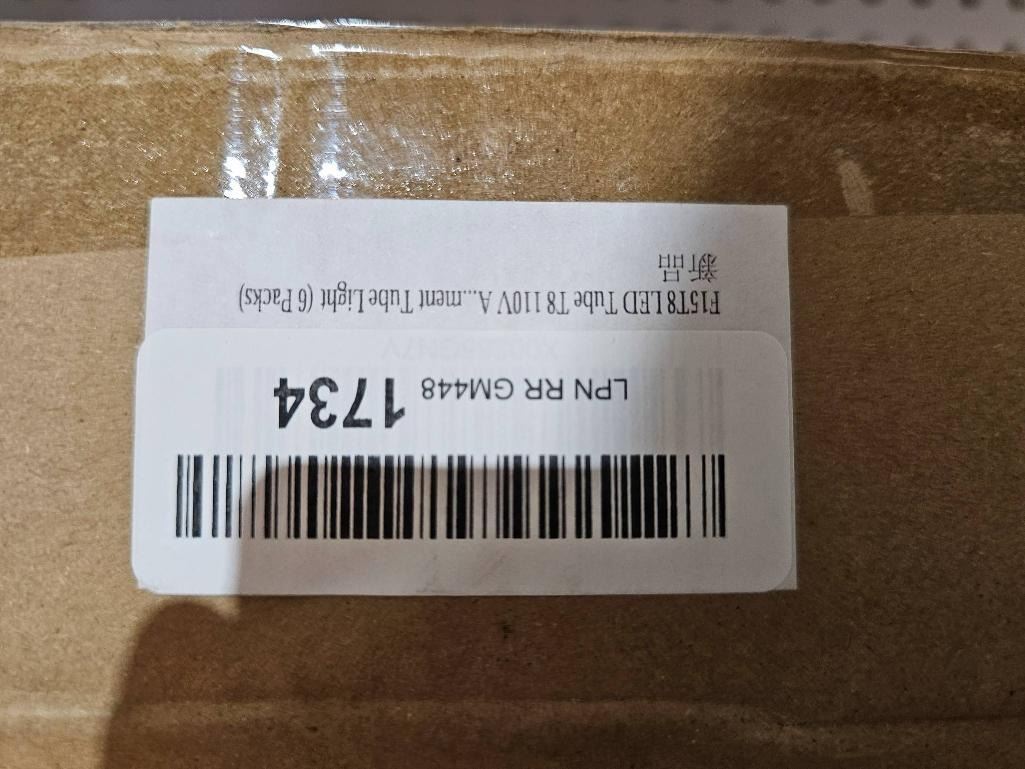 LPN RR GM448 1734
F15T8 LED Tube T8 110V A...ment Tube Light (6 Packs)
新品